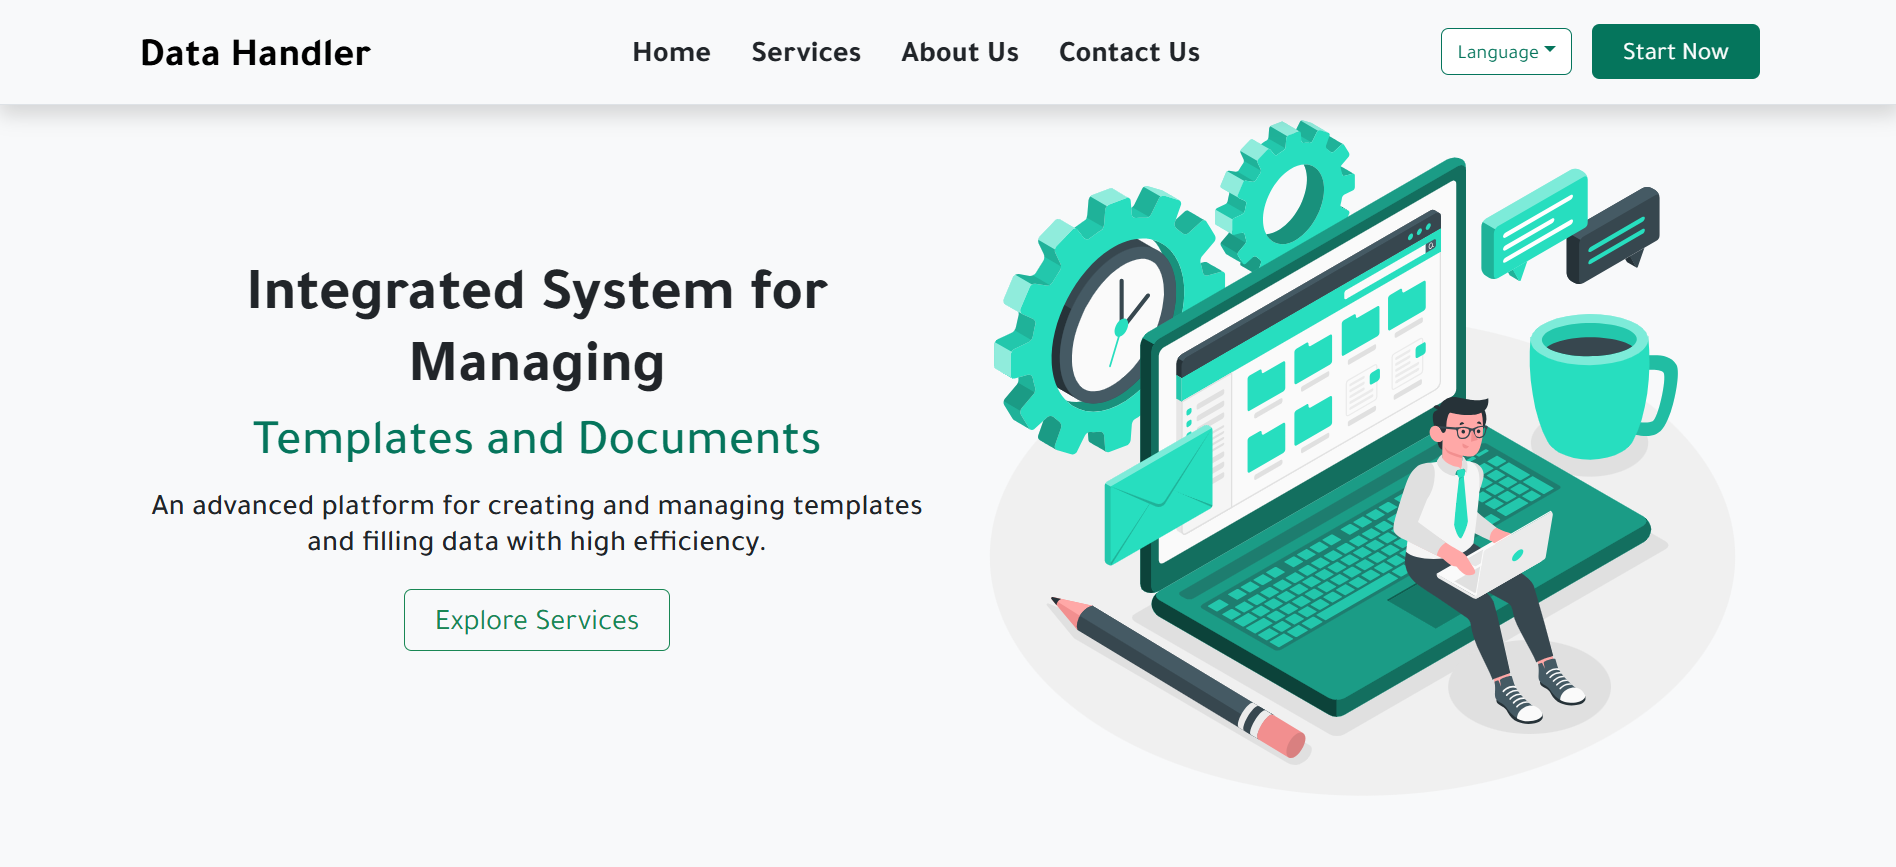 Data Handler
Home Services About Us Contact Us
Language
Start Now
Integrated System for
Managing
Templates and Documents
An advanced platform for creating and managing templates
and filling data with high efficiency.
Explore Services